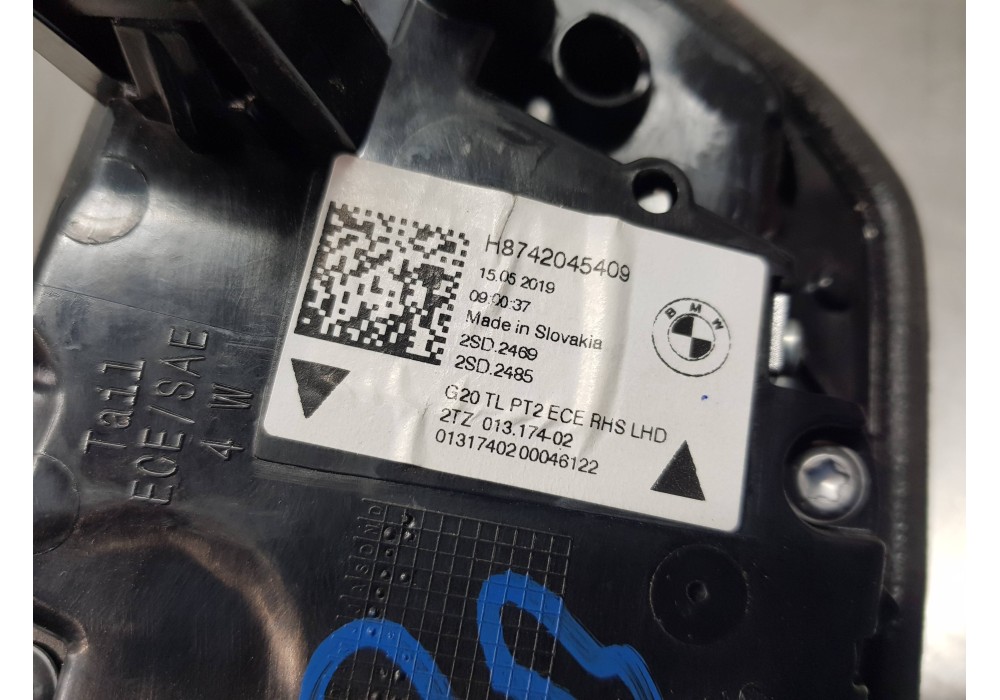 H8742045409
15.05 2019
09:00:37
Made in Slovakia
2SD.2469
2SD.2485
BMW
G20 TL PT2 ECE RHS LHD
2TZ 013.174-02
01317402 00046122
Tail
ECE/SAE
4 W